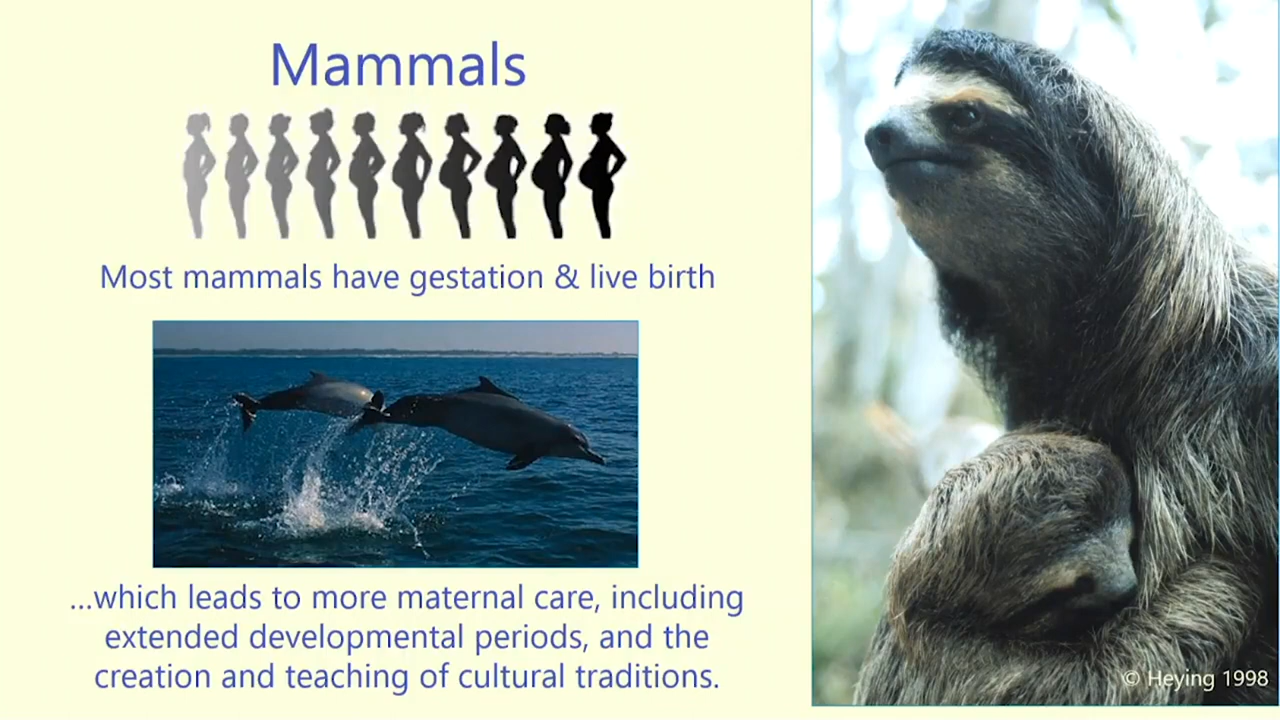 Mammals
Most mammals have gestation & live birth
...which leads to more maternal care, including
extended developmental periods, and the
creation and teaching of cultural traditions.
© Heying 1998